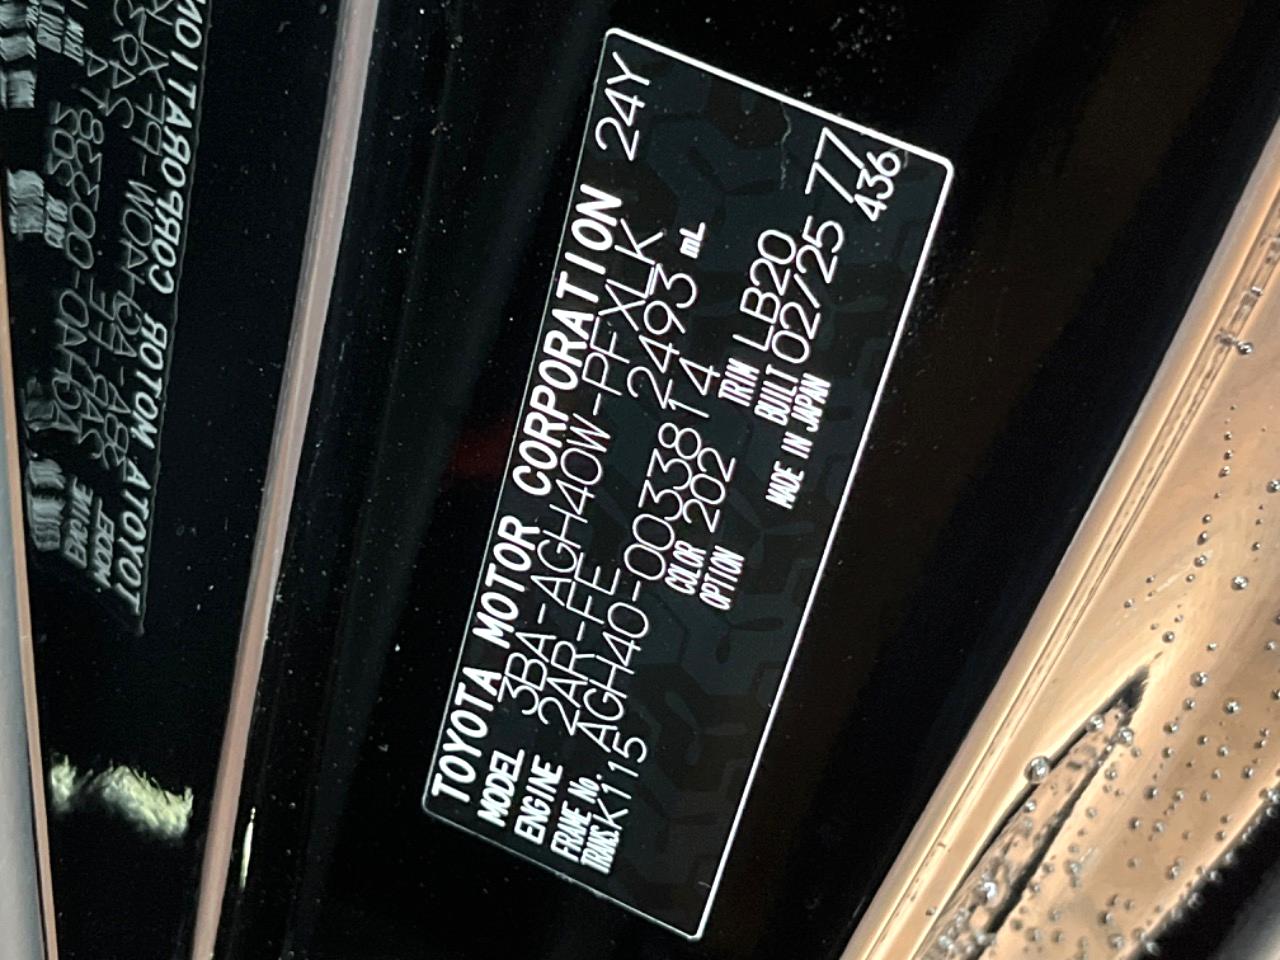 TOYOTA MOTOR CORPORATION 24Y
MODEL 3BA-AGH40W-PFXLK
ENGINE 2AR-FE 2493 mL
FRAME No. AGH40-0033814
TRANS. K115 COLOR 202 TRIM LB20 77
OPTION BUILT 02/25 436
MADE IN JAPAN